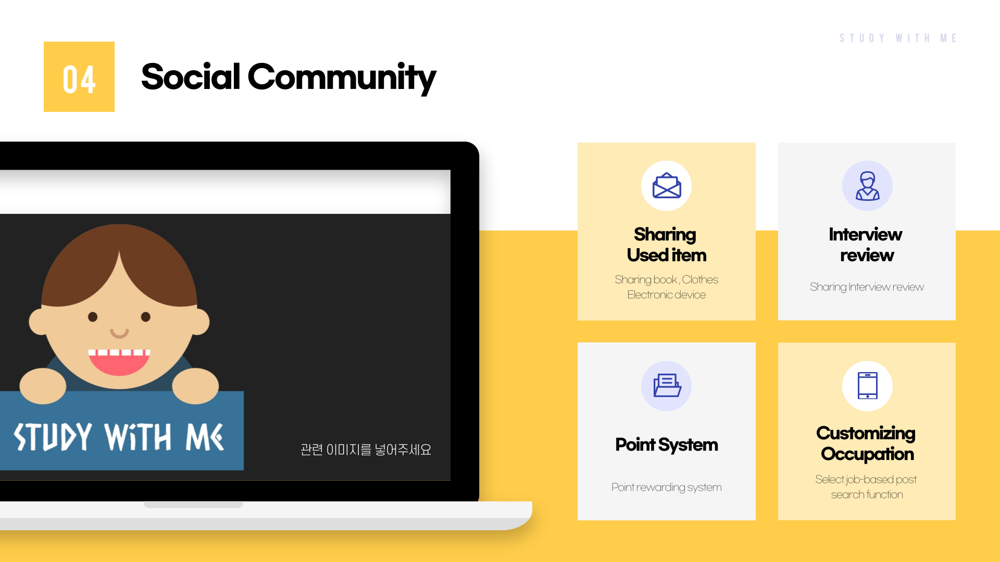 STUDY WITH ME
04
Social Community
STUDY WiTH ME
관련 이미지를 넣어주세요
Sharing
Used item
Sharing book , Clothes
Electronic device
Interview
review
Sharing Interview review
Point System
Point rewarding system
Customizing
Occupation
Select job-based post
search function